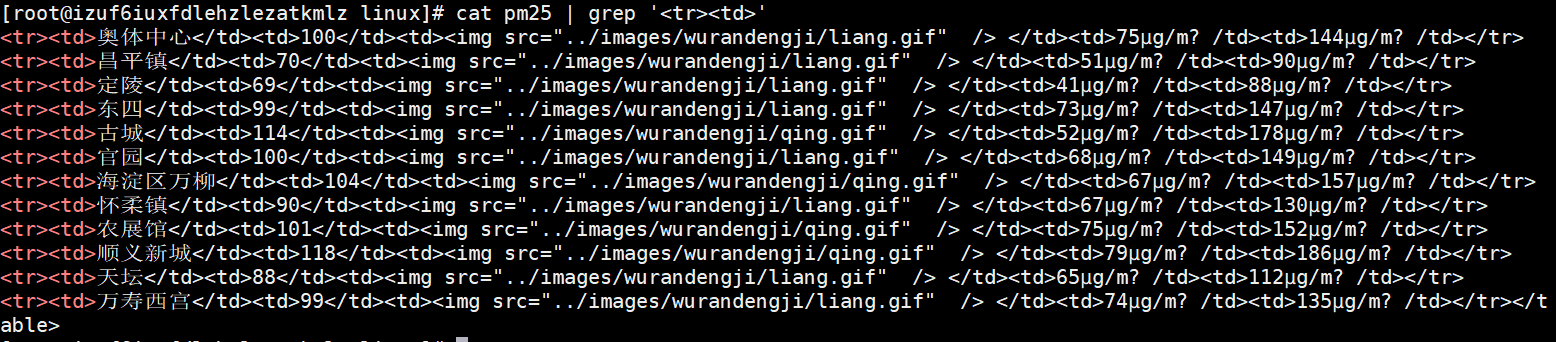 [root@izuf6iuxfdlehzlezatkmlz linux]# cat pm25 | grep '<tr><td>'
<tr><td>奥体中心</td><td>100</td><td><img src="../images/wurandengji/liang.gif"  /> </td><td>75μg/m? /td><td>144μg/m? /td></tr>
<tr><td>昌平镇</td><td>70</td><td><img src="../images/wurandengji/liang.gif"  /> </td><td>51μg/m? /td><td>90μg/m? /td></tr>
<tr><td>定陵</td><td>69</td><td><img src="../images/wurandengji/liang.gif"  /> </td><td>41μg/m? /td><td>88μg/m? /td></tr>
<tr><td>东四</td><td>99</td><td><img src="../images/wurandengji/liang.gif"  /> </td><td>73μg/m? /td><td>147μg/m? /td></tr>
<tr><td>古城</td><td>114</td><td><img src="../images/wurandengji/qing.gif"  /> </td><td>52μg/m? /td><td>178μg/m? /td></tr>
<tr><td>官园</td><td>100</td><td><img src="../images/wurandengji/liang.gif"  /> </td><td>68μg/m? /td><td>149μg/m? /td></tr>
<tr><td>海淀区万柳</td><td>104</td><td><img src="../images/wurandengji/qing.gif"  /> </td><td>67μg/m? /td><td>157μg/m? /td></tr>
<tr><td>怀柔镇</td><td>90</td><td><img src="../images/wurandengji/liang.gif"  /> </td><td>67μg/m? /td><td>130μg/m? /td></tr>
<tr><td>农展馆</td><td>101</td><td><img src="../images/wurandengji/qing.gif"  /> </td><td>75μg/m? /td><td>152μg/m? /td></tr>
<tr><td>顺义新城</td><td>118</td><td><img src="../images/wurandengji/qing.gif"  /> </td><td>79μg/m? /td><td>186μg/m? /td></tr>
<tr><td>天坛</td><td>88</td><td><img src="../images/wurandengji/liang.gif"  /> </td><td>65μg/m? /td><td>112μg/m? /td></tr>
<tr><td>万寿西宫</td><td>99</td><td><img src="../images/wurandengji/liang.gif"  /> </td><td>74μg/m? /td><td>135μg/m? /td></tr></t
able>